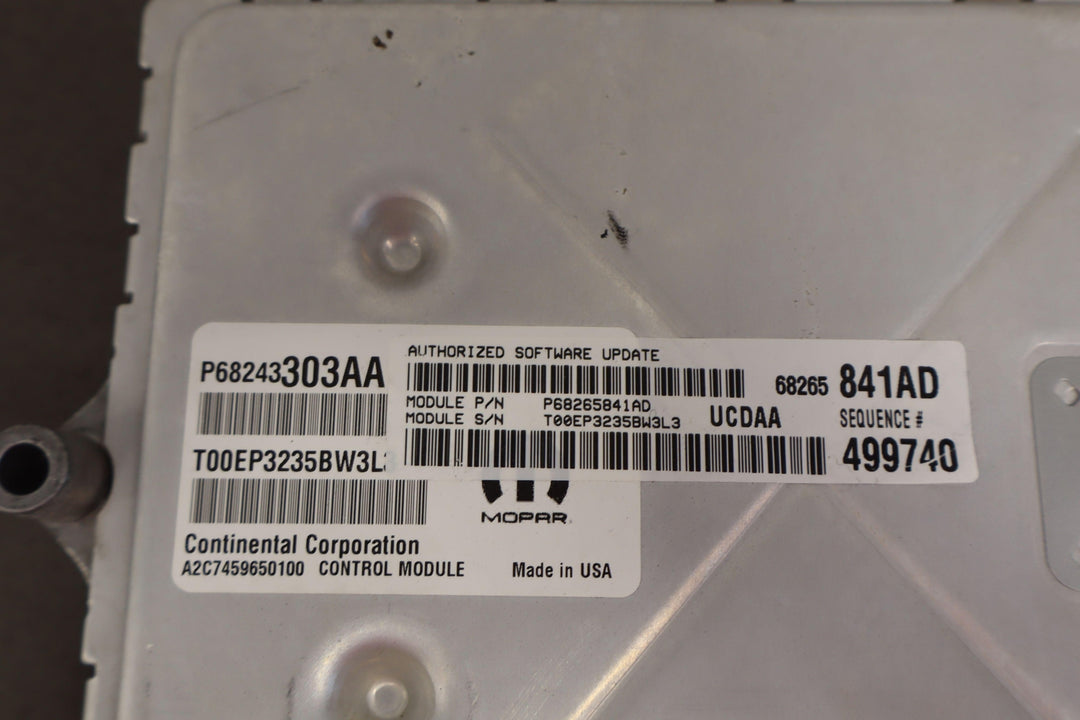 P68243303AA
T00EP3235BW3L
MOPAR
Continental Corporation
A2C7459650100 CONTROL MODULE Made in USA
AUTHORIZED SOFTWARE UPDATE
68265 841AD
MODULE P/N P68265841AD
MODULE S/N T00EP3235BW3L3 UCDAA
SEQUENCE #
499740